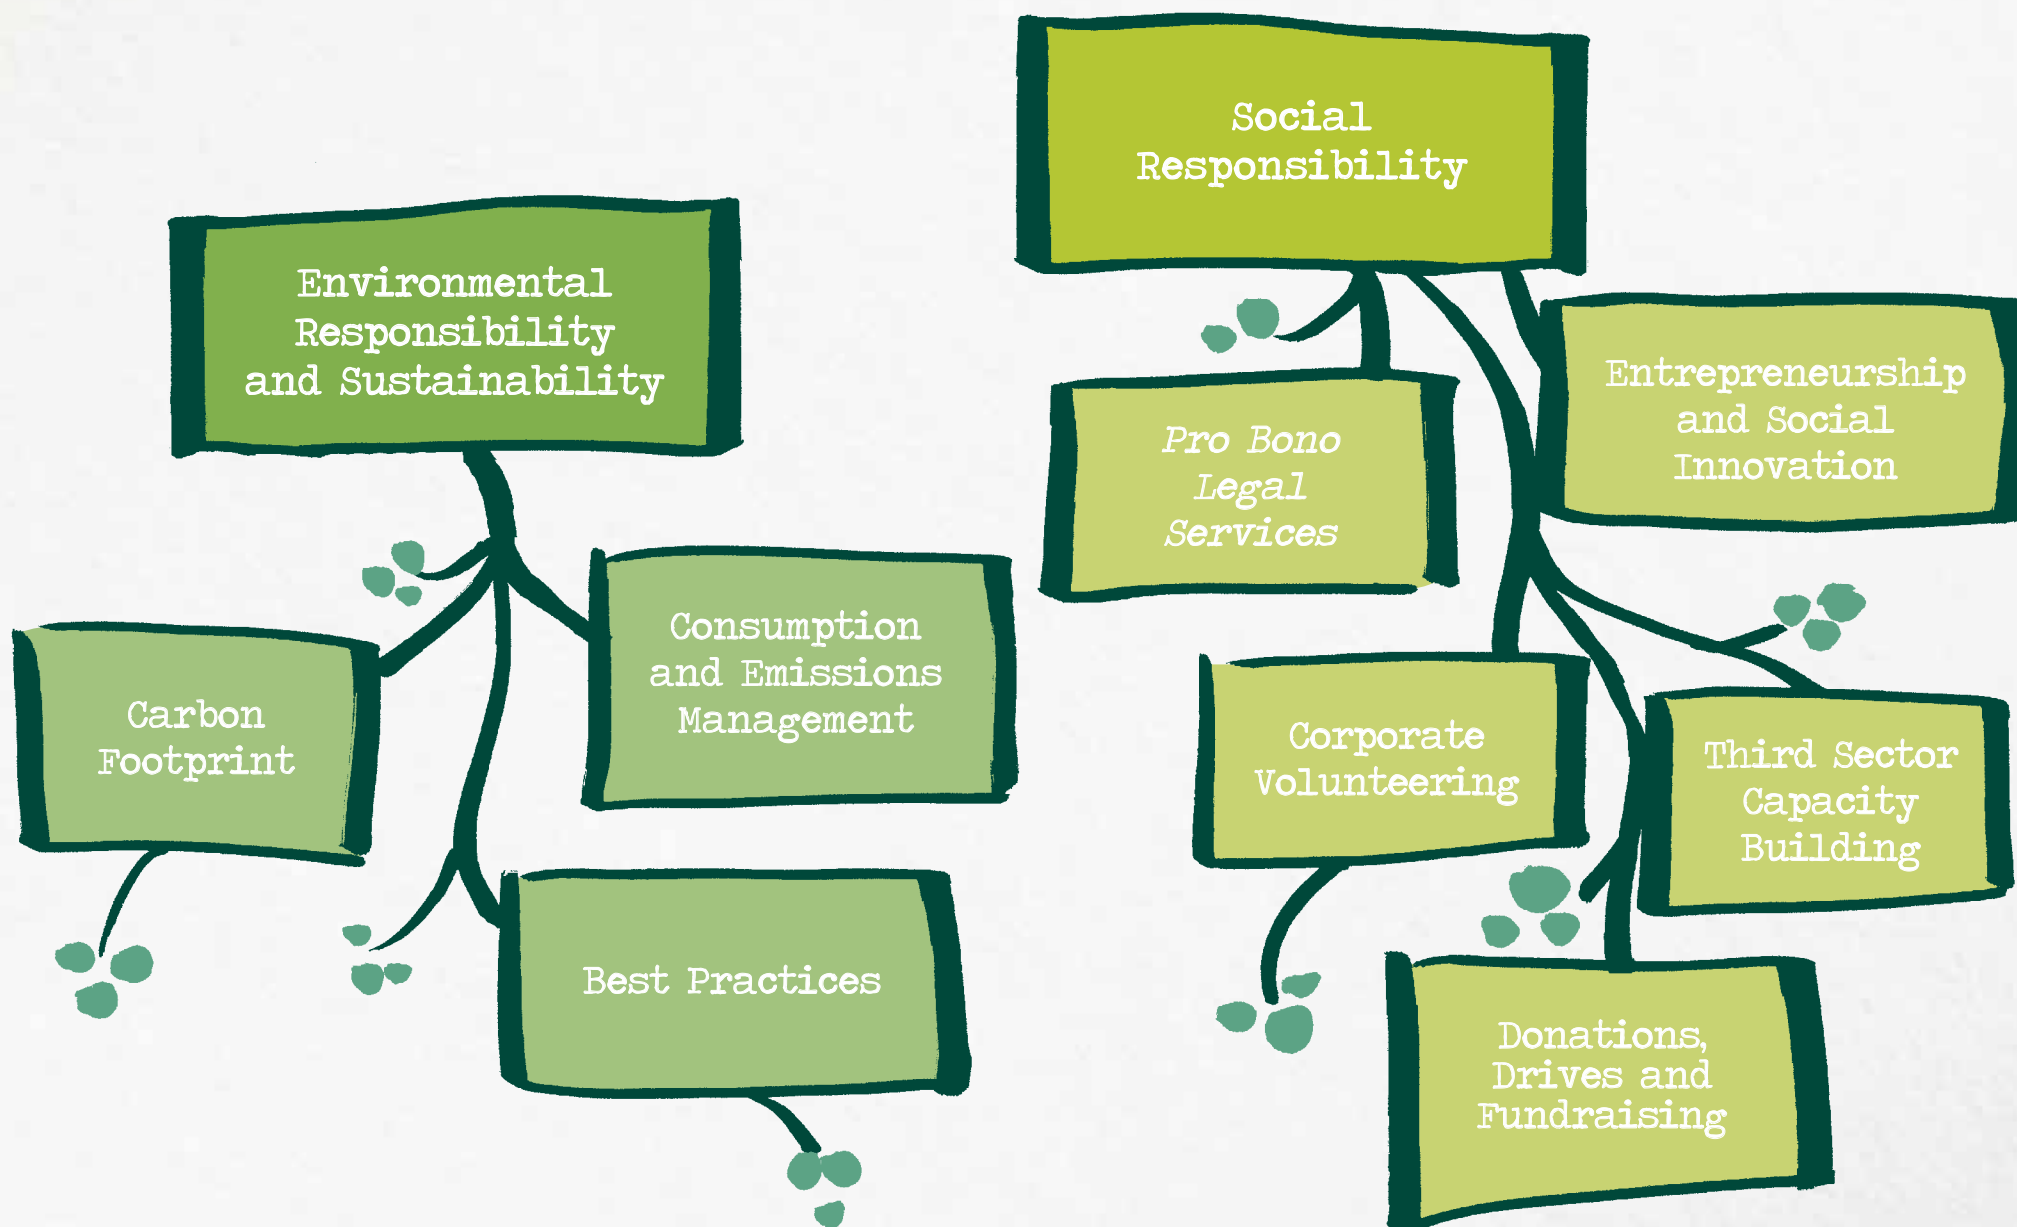 Social
Responsibility
Environmental
Responsibility
and Sustainability
Entrepreneurship
and Social
Innovation
Pro Bono
Legal
Services
Consumption
and Emissions
Management
Carbon
Footprint
Corporate
Volunteering
Third Sector
Capacity
Building
Best Practices
Donations,
Drives and
Fundraising